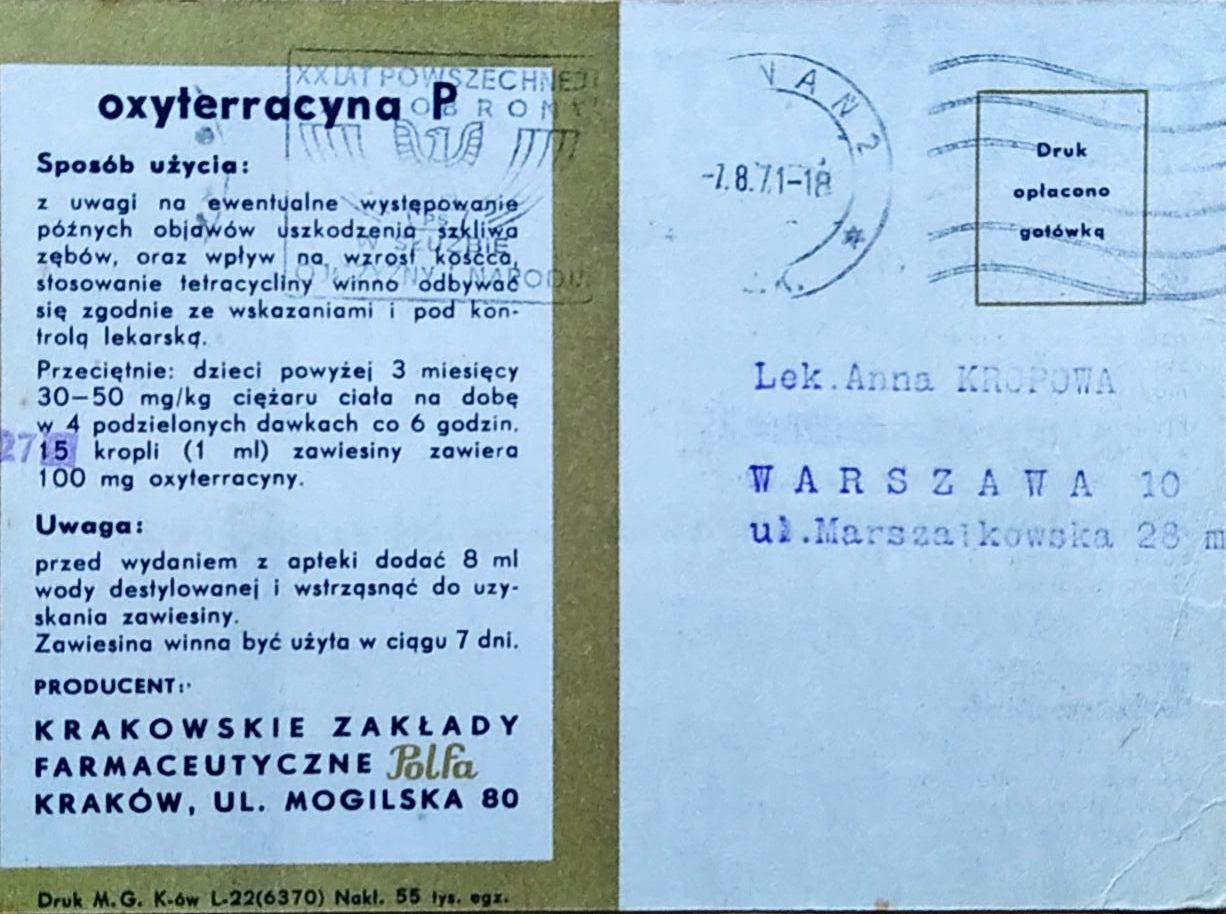 XX LAT POWSZECHNEJ
OBRONY
W SŁUŻBIE
OJCZYZNY I NARODU
oxyterracyna P
Sposób użycia:
z uwagi na ewentualne występowanie
późnych objawów uszkodzenia szkliwa
zębów, oraz wpływ na wzrost kośćca,
stosowanie tetracycliny winno odbywać
się zgodnie ze wskazaniami i pod kon-
trolą lekarską.
Przeciętnie: dzieci powyżej 3 miesięcy
30—50 mg/kg ciężaru ciała na dobę
w 4 podzielonych dawkach co 6 godzin.
27 15 kropli (1 ml) zawiesiny zawiera
100 mg oxyterracyny.
Uwaga:
przed wydaniem z apteki dodać 8 ml
wody destylowanej i wstrząsnąć do uzy-
skania zawiesiny.
Zawiesina winna być użyta w ciągu 7 dni.
PRODUCENT:
KRAKOWSKIE ZAKŁADY
FARMACEUTYCZNE Polfa
KRAKÓW, UL. MOGILSKA 80
Druk M.G. K-ów L-22(6370) Nakł. 55 tys. egz.
NAŃ 2
-7.8.71-18
Druk
opłacono
gotówką
Lek.Anna KROPOWA
WARSZAWA 10
ul.Marszałkowska 28 m